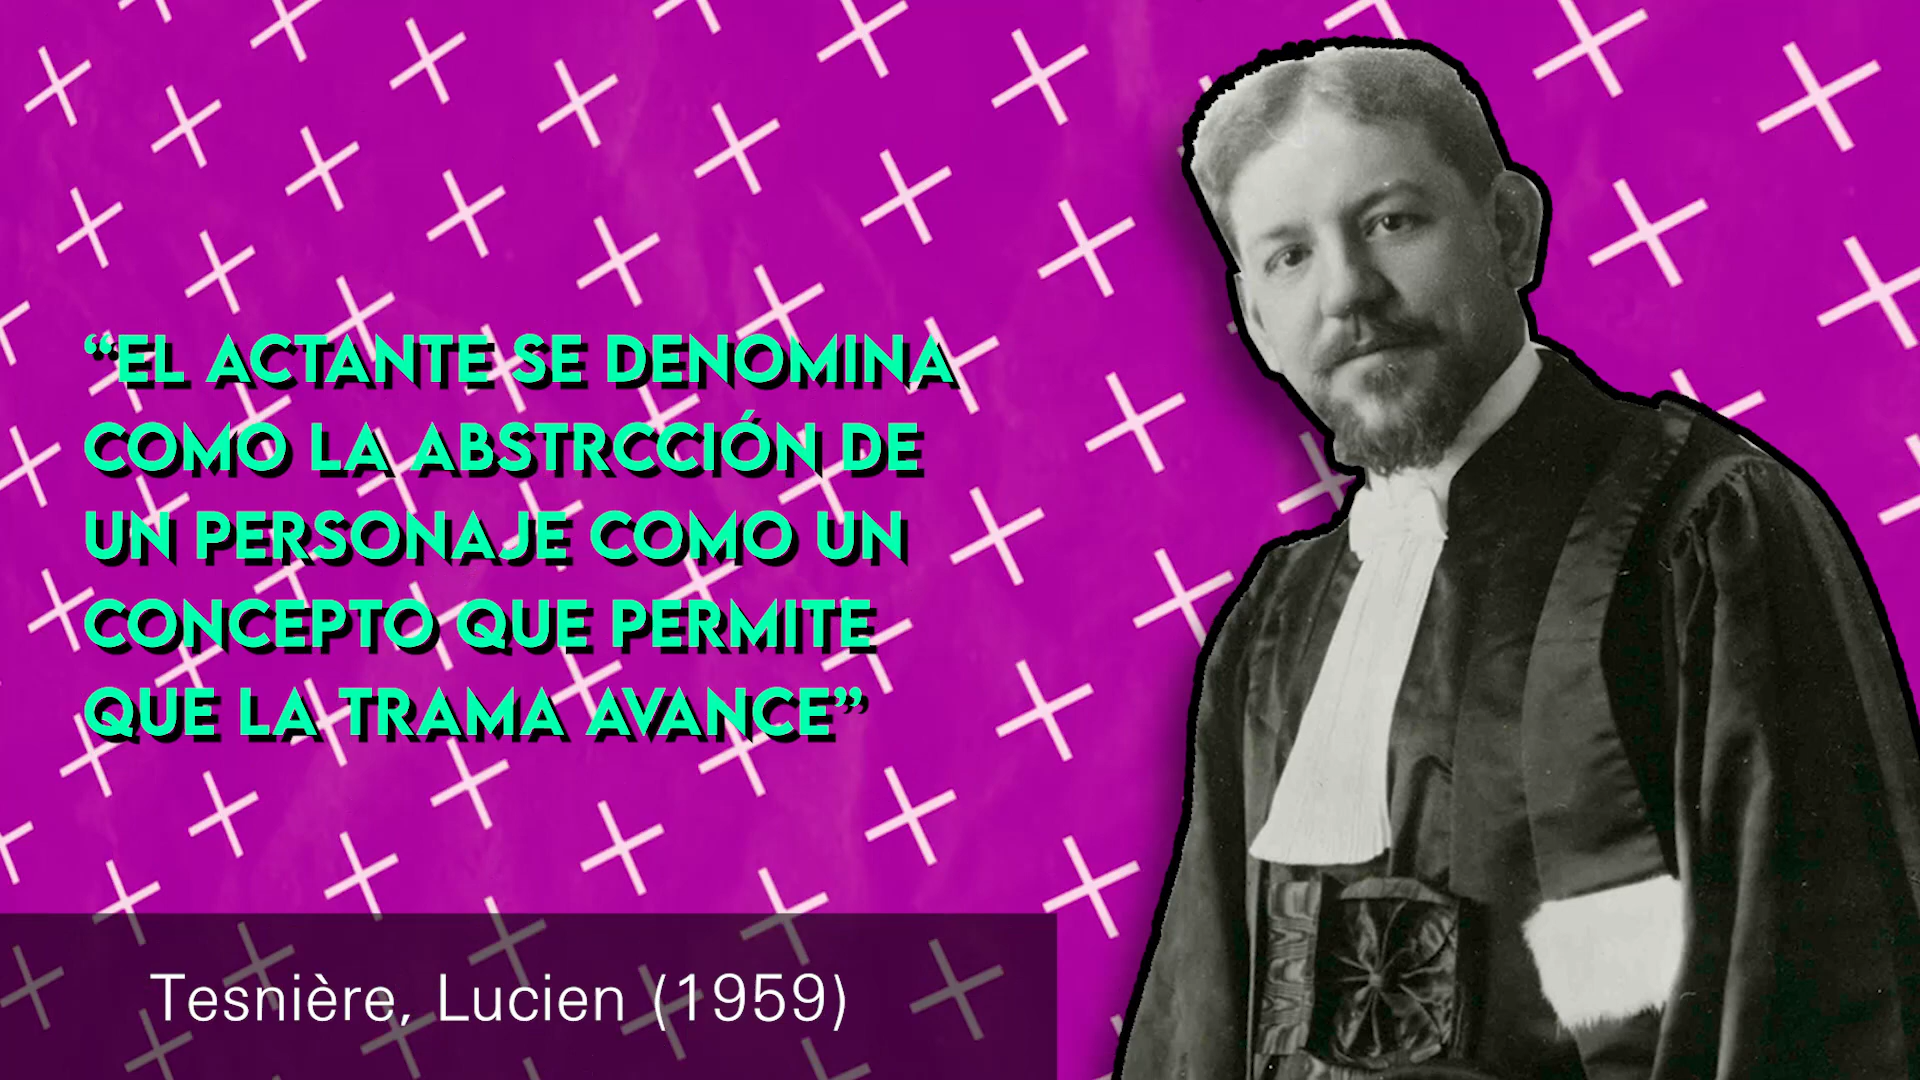 “EL ACTANTE SE DENOMINA
COMO LA ABSTRCCIÓN DE
UN PERSONAJE COMO UN
CONCEPTO QUE PERMITE
QUE LA TRAMA AVANCE”
Tesnière, Lucien (1959)